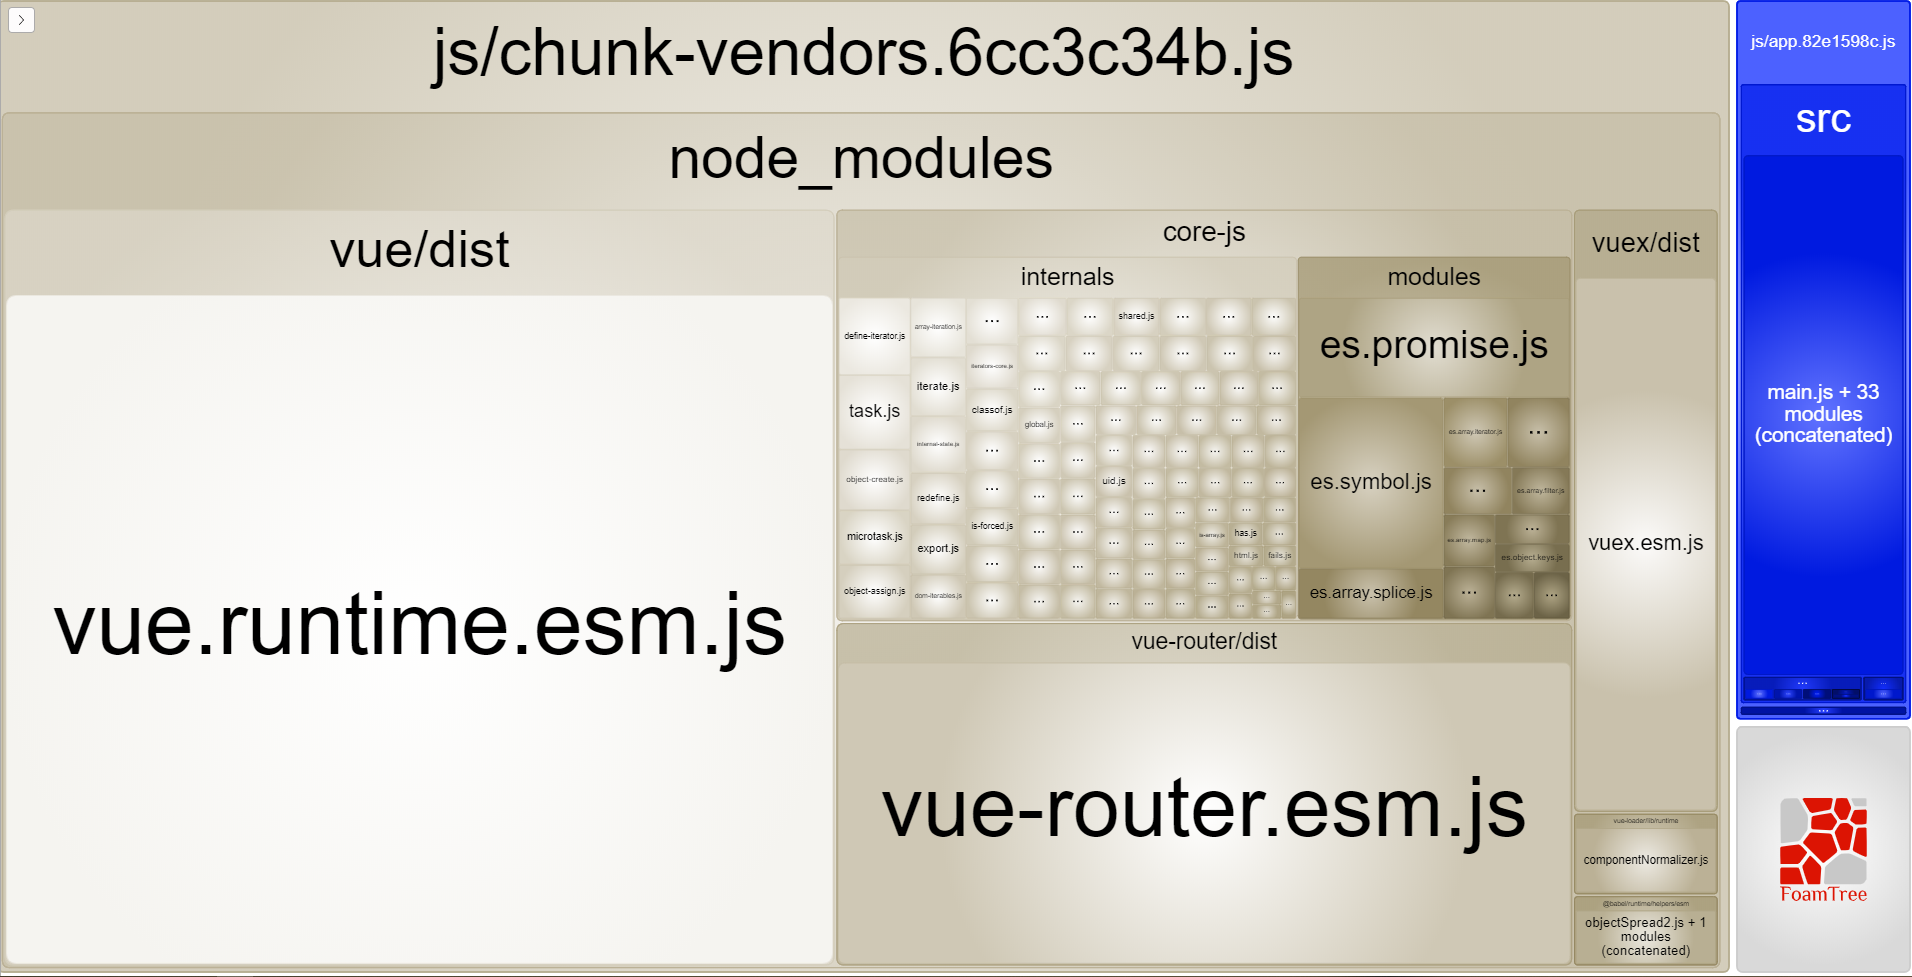 js/chunk-vendors.6cc3c34b.js
node_modules
vue/dist
vue.runtime.esm.js
core-js
internals
define-iterator.js
array-iteration.js
...
...
...
shared.js
...
...
...
...
...
...
...
...
...
iterators-core.js
task.js
iterate.js
classof.js
global.js
object-create.js
internal-state.js
redefine.js
uid.js
microtask.js
is-forced.js
export.js
is-array.js
has.js
html.js
fails.js
object-assign.js
dom-iterables.js
modules
es.promise.js
es.symbol.js
es.array.iterator.js
...
...
es.array.filter.js
es.array.map.js
...
es.object.keys.js
es.array.splice.js
...
...
...
vue-router/dist
vue-router.esm.js
vuex/dist
vuex.esm.js
vue-loader/lib/runtime
componentNormalizer.js
@babel/runtime/helpers/esm
objectSpread2.js + 1
modules
(concatenated)
js/app.82e1598c.js
src
main.js + 33
modules
(concatenated)
...
...
...
FoamTree